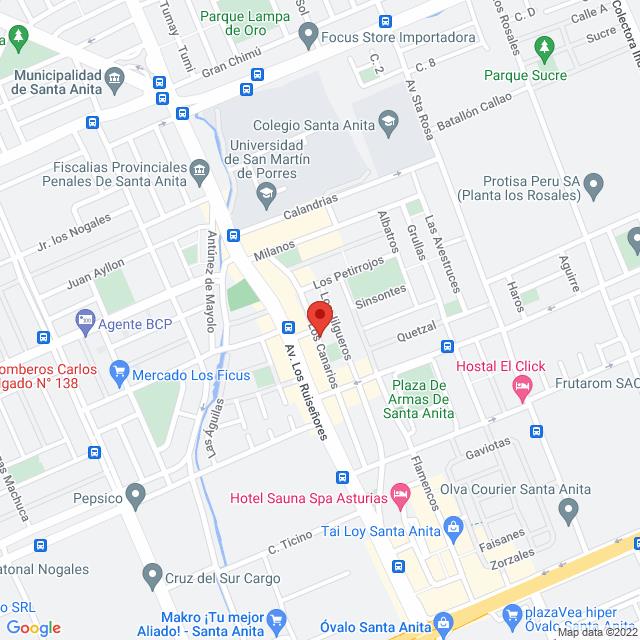 Parque Lampa
de Oro
Tumay
Tumi
Gran Chimú
Focus Store Importadora
C. D
Calle A
Sucre
Los Rosales
Colectora Ind
Parque Sucre
Municipalidad
de Santa Anita
C. 2
C. 8
Av Sta Rosa
Batallón Callao
Colegio Santa Anita
Universidad
de San Martín
de Porres
Fiscalias Provinciales
Penales De Santa Anita
Protisa Peru SA
(Planta los Rosales)
Calandrias
Jr. los Nogales
Milanos
Albatros
Grullas
Las Avestruces
Antúnez de Mayolo
Juan Ayllon
Los Petirrojos
Sinsontes
Aguirre
Haros
Agente BCP
Los Jilgueros
Quetzal
Los Canarios
Av. Los Ruiseñores
omberos Carlos
lgado N° 138
Mercado Los Ficus
Hostal El Click
Frutarom SAC
Plaza De
Armas De
Santa Anita
Las Aguilas
Gaviotas
Flamencos
as Machuca
Pepsico
Hotel Sauna Spa Asturias
Olva Courier Santa Anita
Tai Loy Santa Anita
Faisanes
Zorzales
C. Ticino
atonal Nogales
Cruz del Sur Cargo
o SRL
Makro ¡Tu mejor
Aliado! - Santa Anita
Óvalo Santa Anita
plazaVea hiper
Óvalo Santa Anita
Google
Map data ©2022